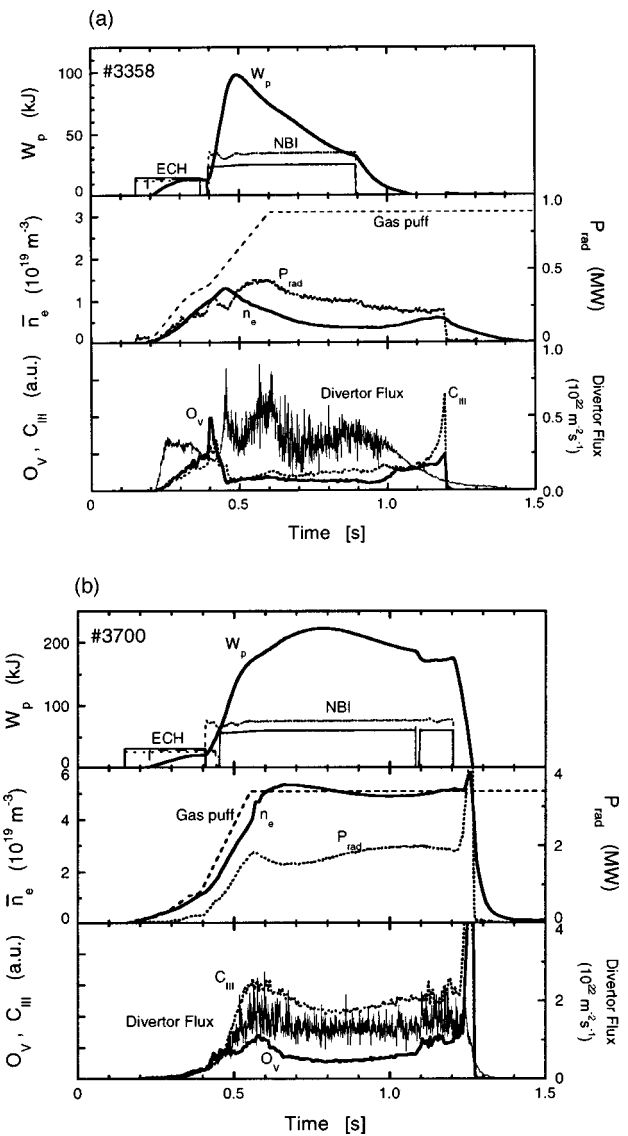 (a)
#3358
100
50
0
W_p (kJ)
W_p
NBI
ECH
3
2
1
0
n̄_e (10^19 m^-3)
1.0
0.5
0
P_rad (MW)
Gas puff
P_rad
n_e
O_V , C_III (a.u.)
1.0
0.5
0.0
Divertor Flux
(10^22 m^-2 s^-1)
O_V
Divertor Flux
C_III
0 0.5 1.0 1.5
Time [s]
(b)
#3700
200
100
0
W_p (kJ)
W_p
NBI
ECH
6
4
2
0
n̄_e (10^19 m^-3)
4
2
0
P_rad (MW)
Gas puff
n_e
P_rad
O_V , C_III (a.u.)
4
2
0
Divertor Flux
(10^22 m^-2 s^-1)
C_III
Divertor Flux
O_V
0 0.5 1.0 1.5
Time [s]